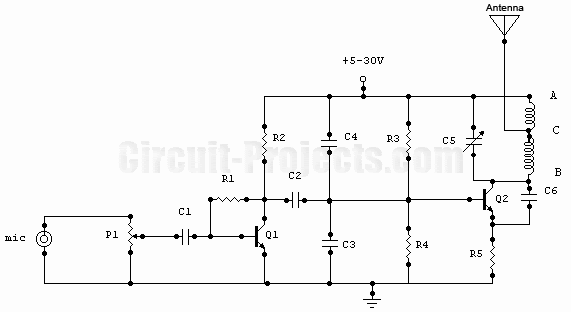 Antenna
+5-30V
A
R2
C4
R3
C5
C
Circuit-Projects.com
R1
C2
B
C6
Q2
C1
mic
P1
Q1
C3
R4
R5